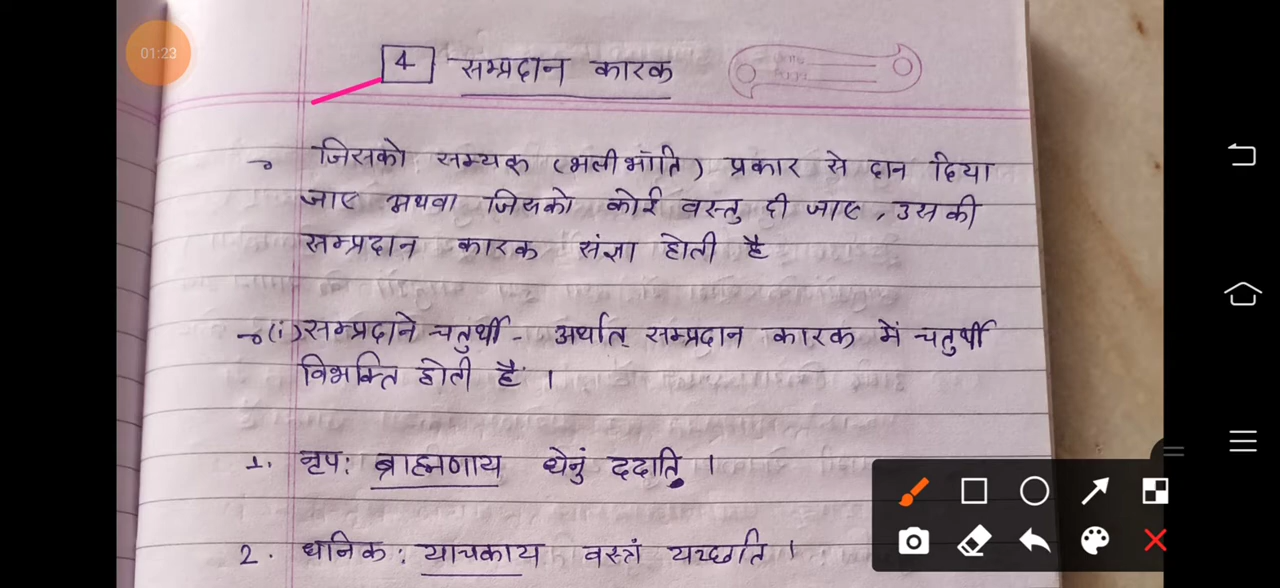 01:23
4 सम्प्रदान कारक
→ जिसको सम्यक् (भलीभाँति) प्रकार से दान दिया
जाए अथवा जिसको कोई वस्तु दी जाए, उसकी
सम्प्रदान कारक संज्ञा होती है
→ (i) सम्प्रदाने चतुर्थी - अर्थात् सम्प्रदान कारक में चतुर्थी
विभक्ति होती है ।
1. नृपः ब्राह्मणाय धेनुं ददाति ।
2. धनिकः याचकाय वस्त्रं यच्छति ।